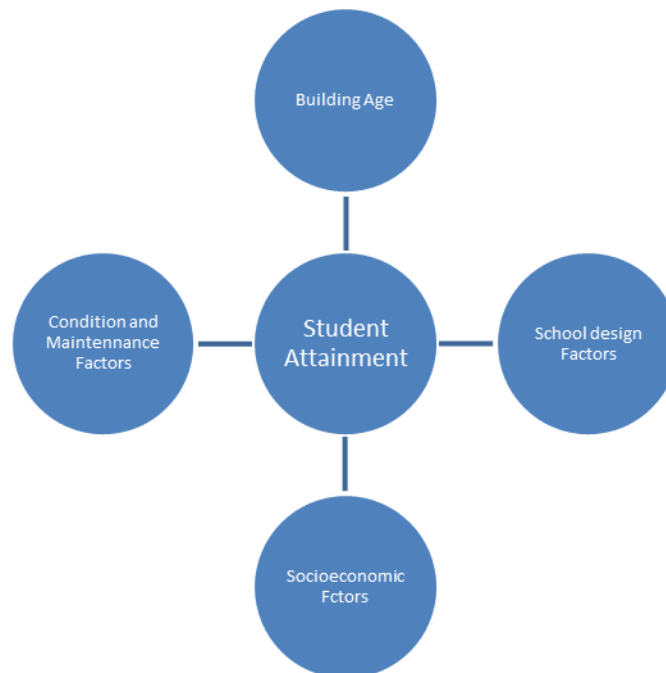 Building Age
Condition and
Maintennance
Factors
Student
Attainment
School design
Factors
Socioeconomic
Fctors